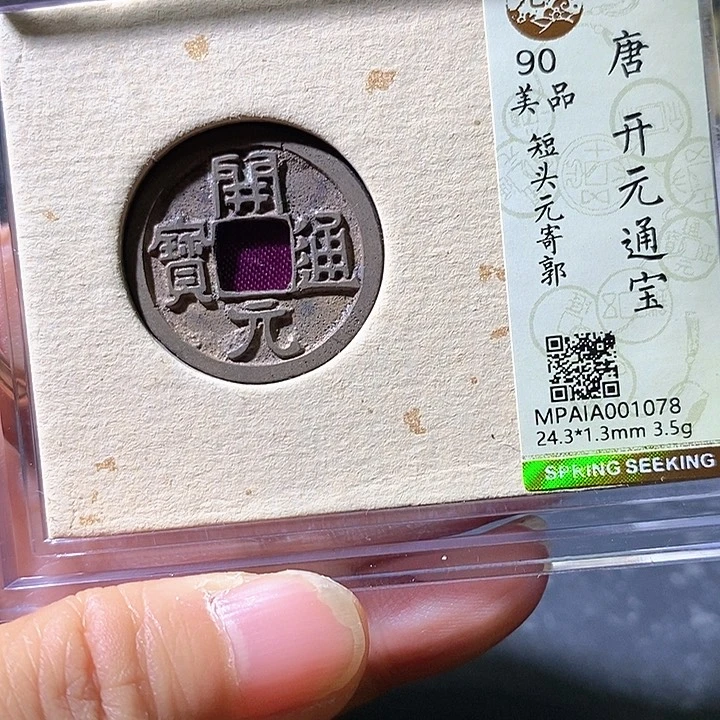 開
通
元
寶
元
90
美品
短头元寄郭
唐 开元通宝
MPAIA001078
24.3*1.3mm 3.5g
SPRING SEEKING